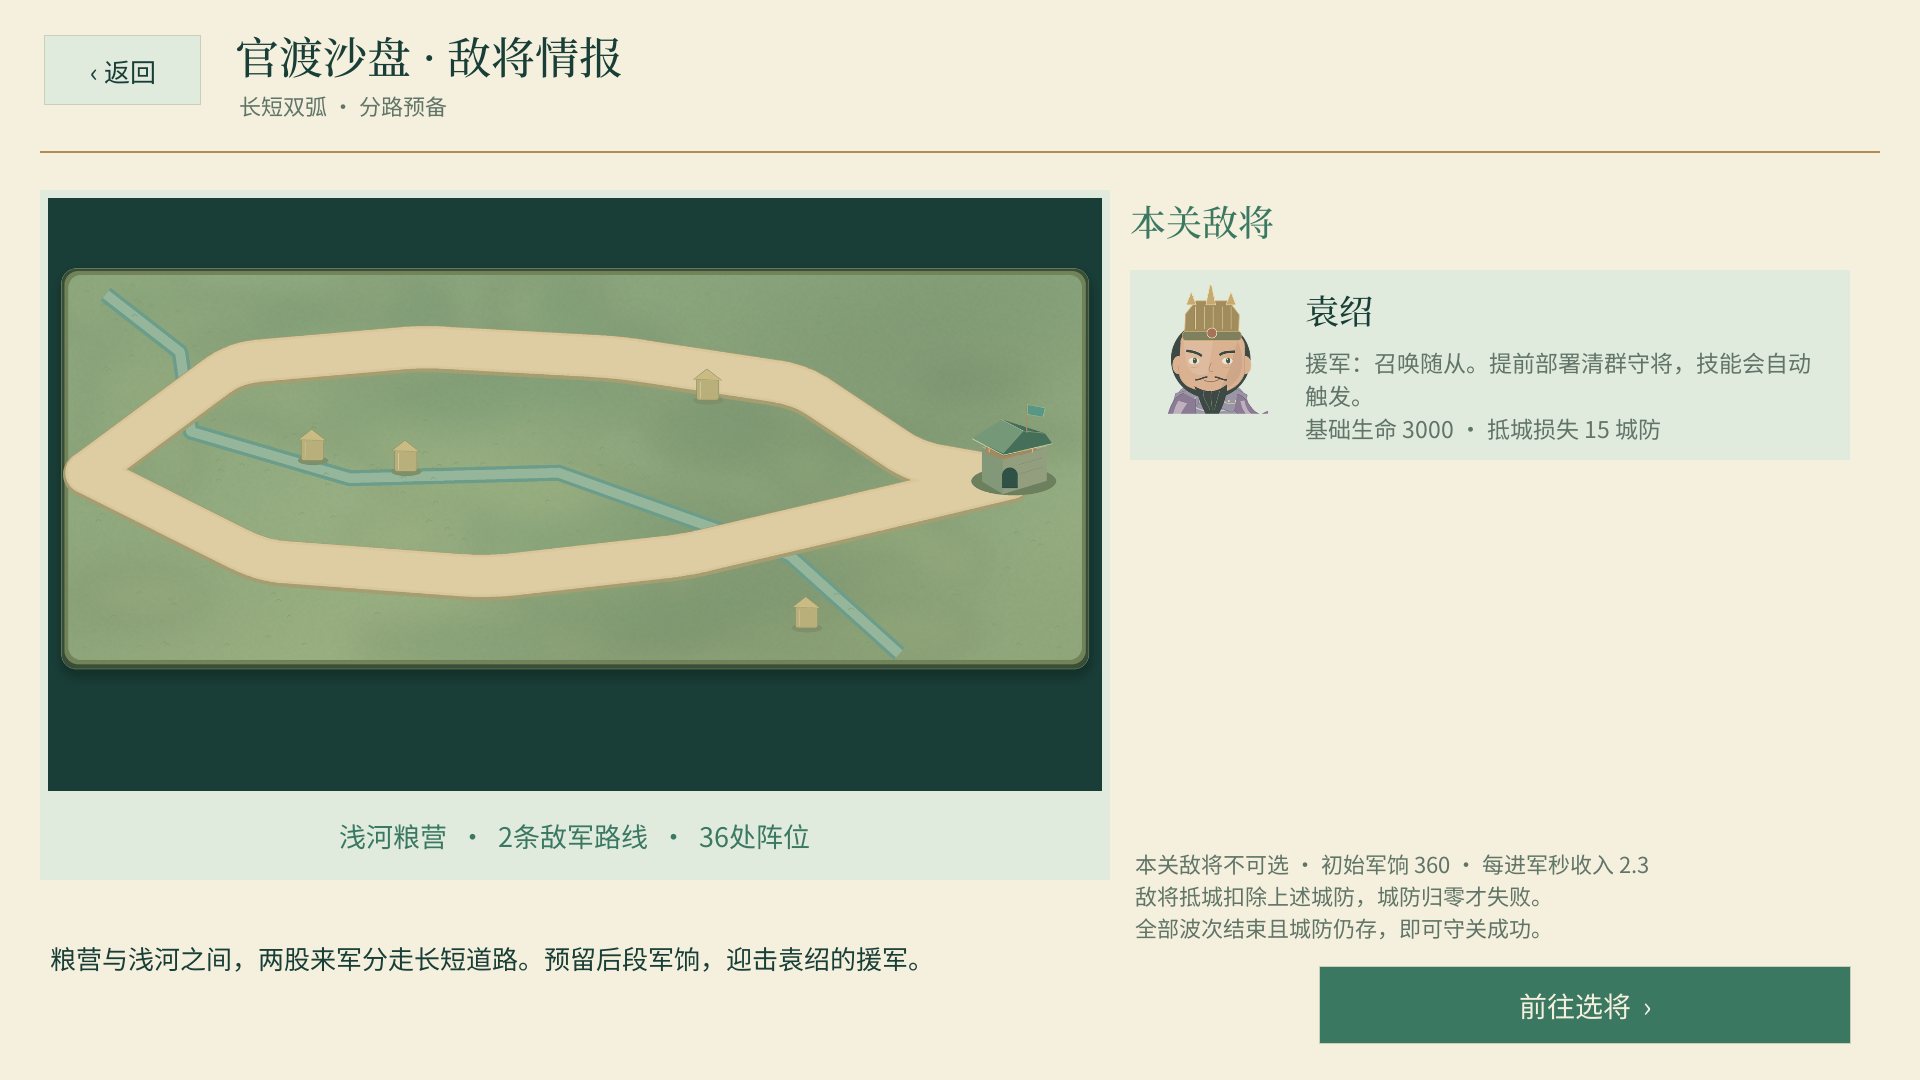 ‹ 返回
官渡沙盘 · 敌将情报
长短双弧 · 分路预备
本关敌将
袁绍
援军：召唤随从。提前部署清群守将，技能会自动
触发。
基础生命 3000 · 抵城损失 15 城防
浅河粮营 · 2条敌军路线 · 36处阵位
本关敌将不可选 · 初始军饷 360 · 每进军秒收入 2.3
敌将抵城扣除上述城防，城防归零才失败。
全部波次结束且城防仍存，即可守关成功。
粮营与浅河之间，两股来军分走长短道路。预留后段军饷，迎击袁绍的援军。
前往选将 ›